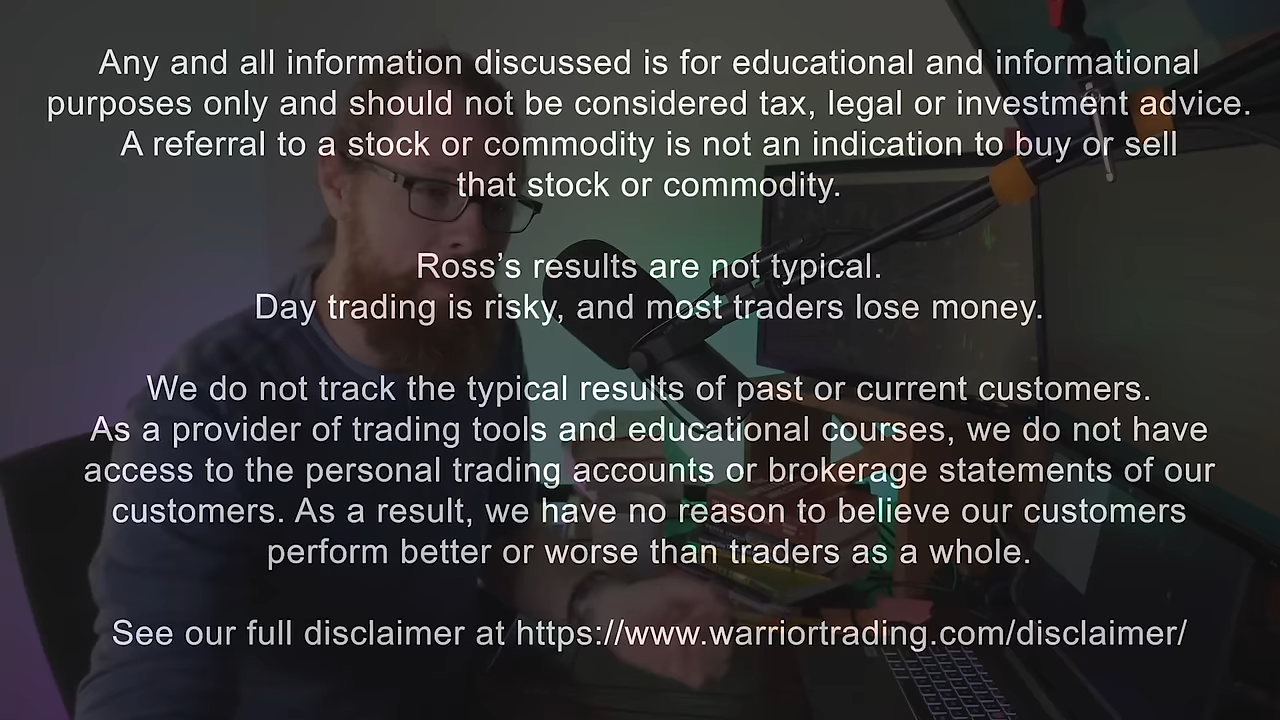 Any and all information discussed is for educational and informational
purposes only and should not be considered tax, legal or investment advice.
A referral to a stock or commodity is not an indication to buy or sell
that stock or commodity.
Ross’s results are not typical.
Day trading is risky, and most traders lose money.
We do not track the typical results of past or current customers.
As a provider of trading tools and educational courses, we do not have
access to the personal trading accounts or brokerage statements of our
customers. As a result, we have no reason to believe our customers
perform better or worse than traders as a whole.
See our full disclaimer at https://www.warriortrading.com/disclaimer/